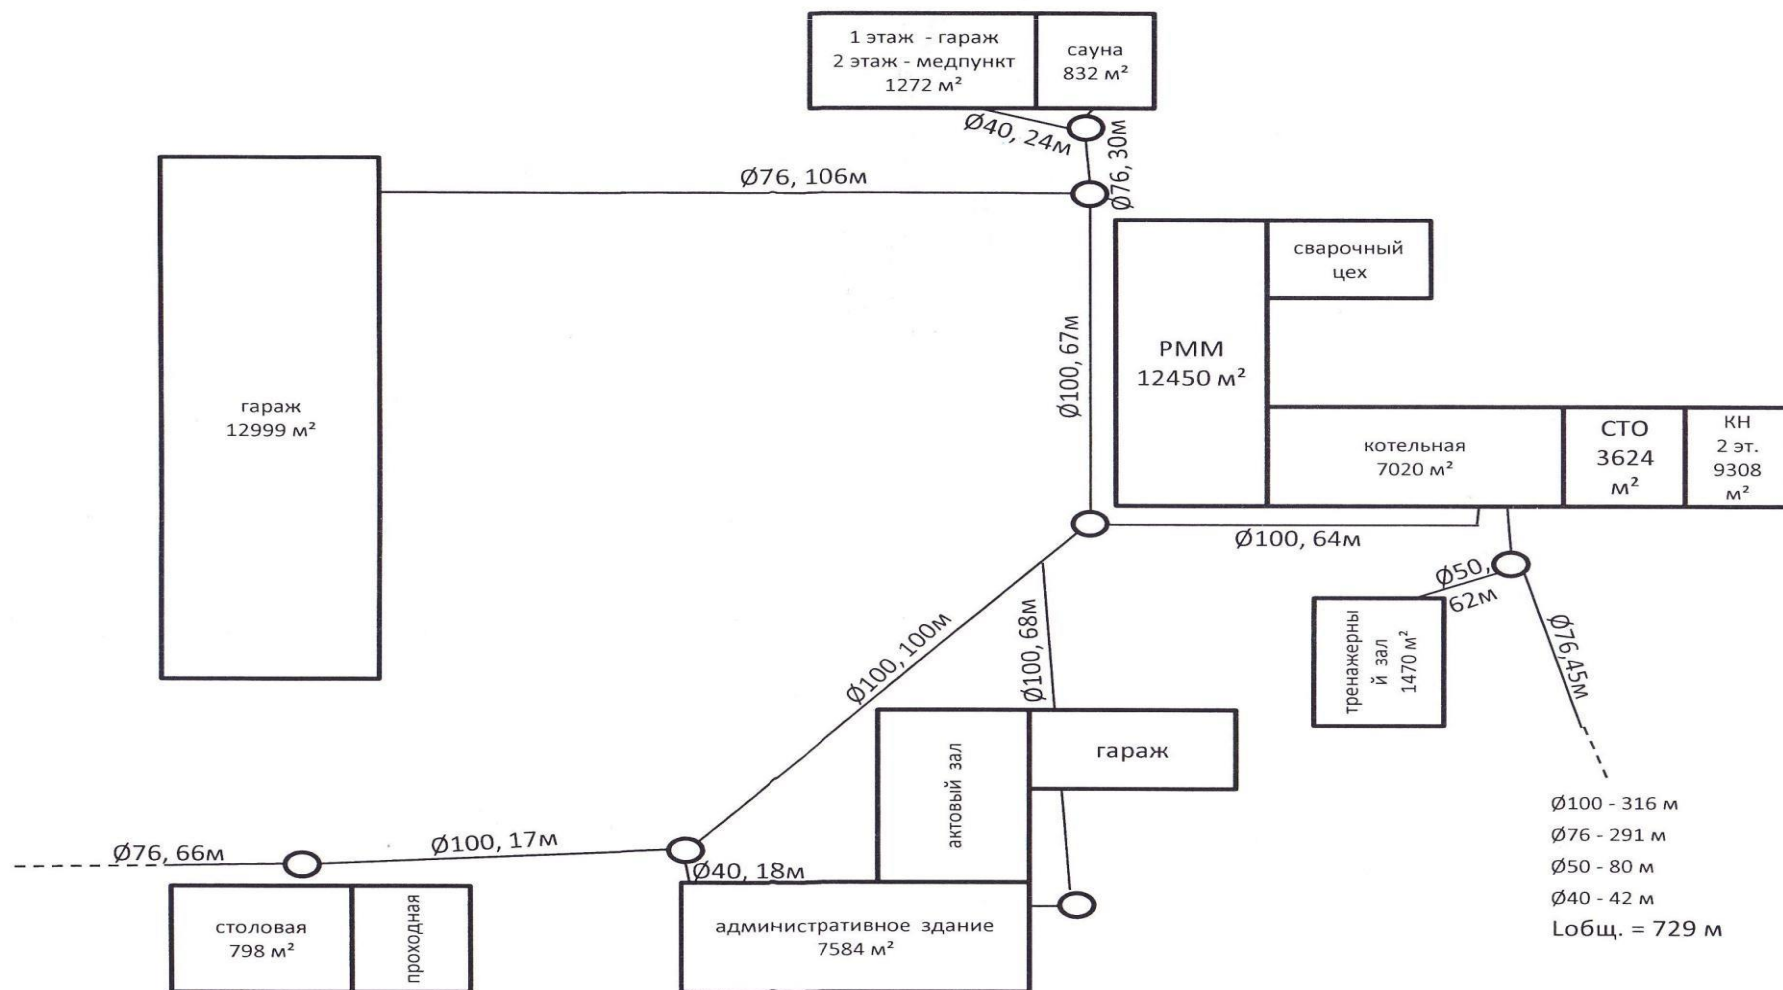 1 этаж - гараж
2 этаж - медпункт
1272 м²
сауна
832 м²
Ø40, 24м
Ø76, 30м
Ø76, 106м
гараж
12999 м²
сварочный
цех
Ø100, 67м
РММ
12450 м²
котельная
7020 м²
СТО
3624
м²
КН
2 эт.
9308
м²
Ø100, 64м
Ø50,
62м
тренажерны
й зал
1470 м²
Ø76,45м
Ø100, 100м
Ø100, 68м
актовый зал
гараж
Ø76, 66м
Ø100, 17м
Ø40, 18м
столовая
798 м²
проходная
административное здание
7584 м²
Ø100 - 316 м
Ø76 - 291 м
Ø50 - 80 м
Ø40 - 42 м
Lобщ. = 729 м